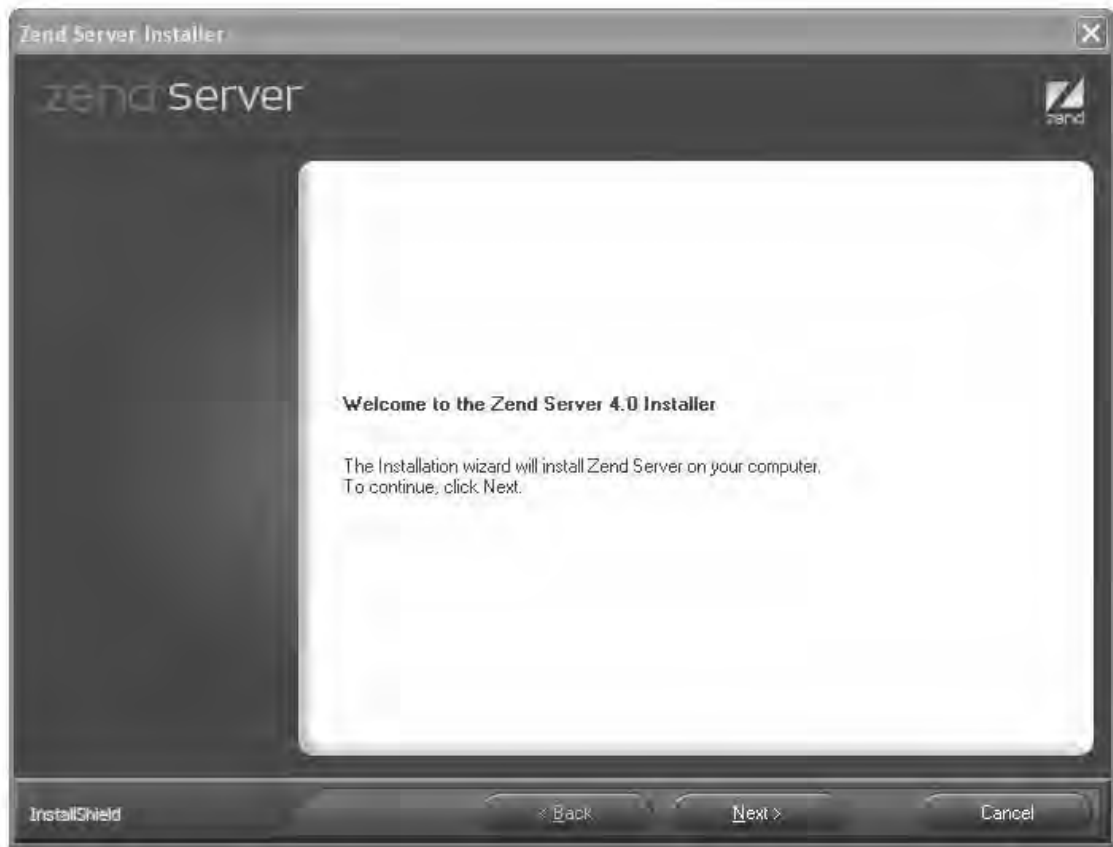 Zend Server Installer
zend server
zend
Welcome to the Zend Server 4.0 Installer
The Installation wizard will install Zend Server on your computer.
To continue, click Next.
InstallShield
< Back
Next >
Cancel